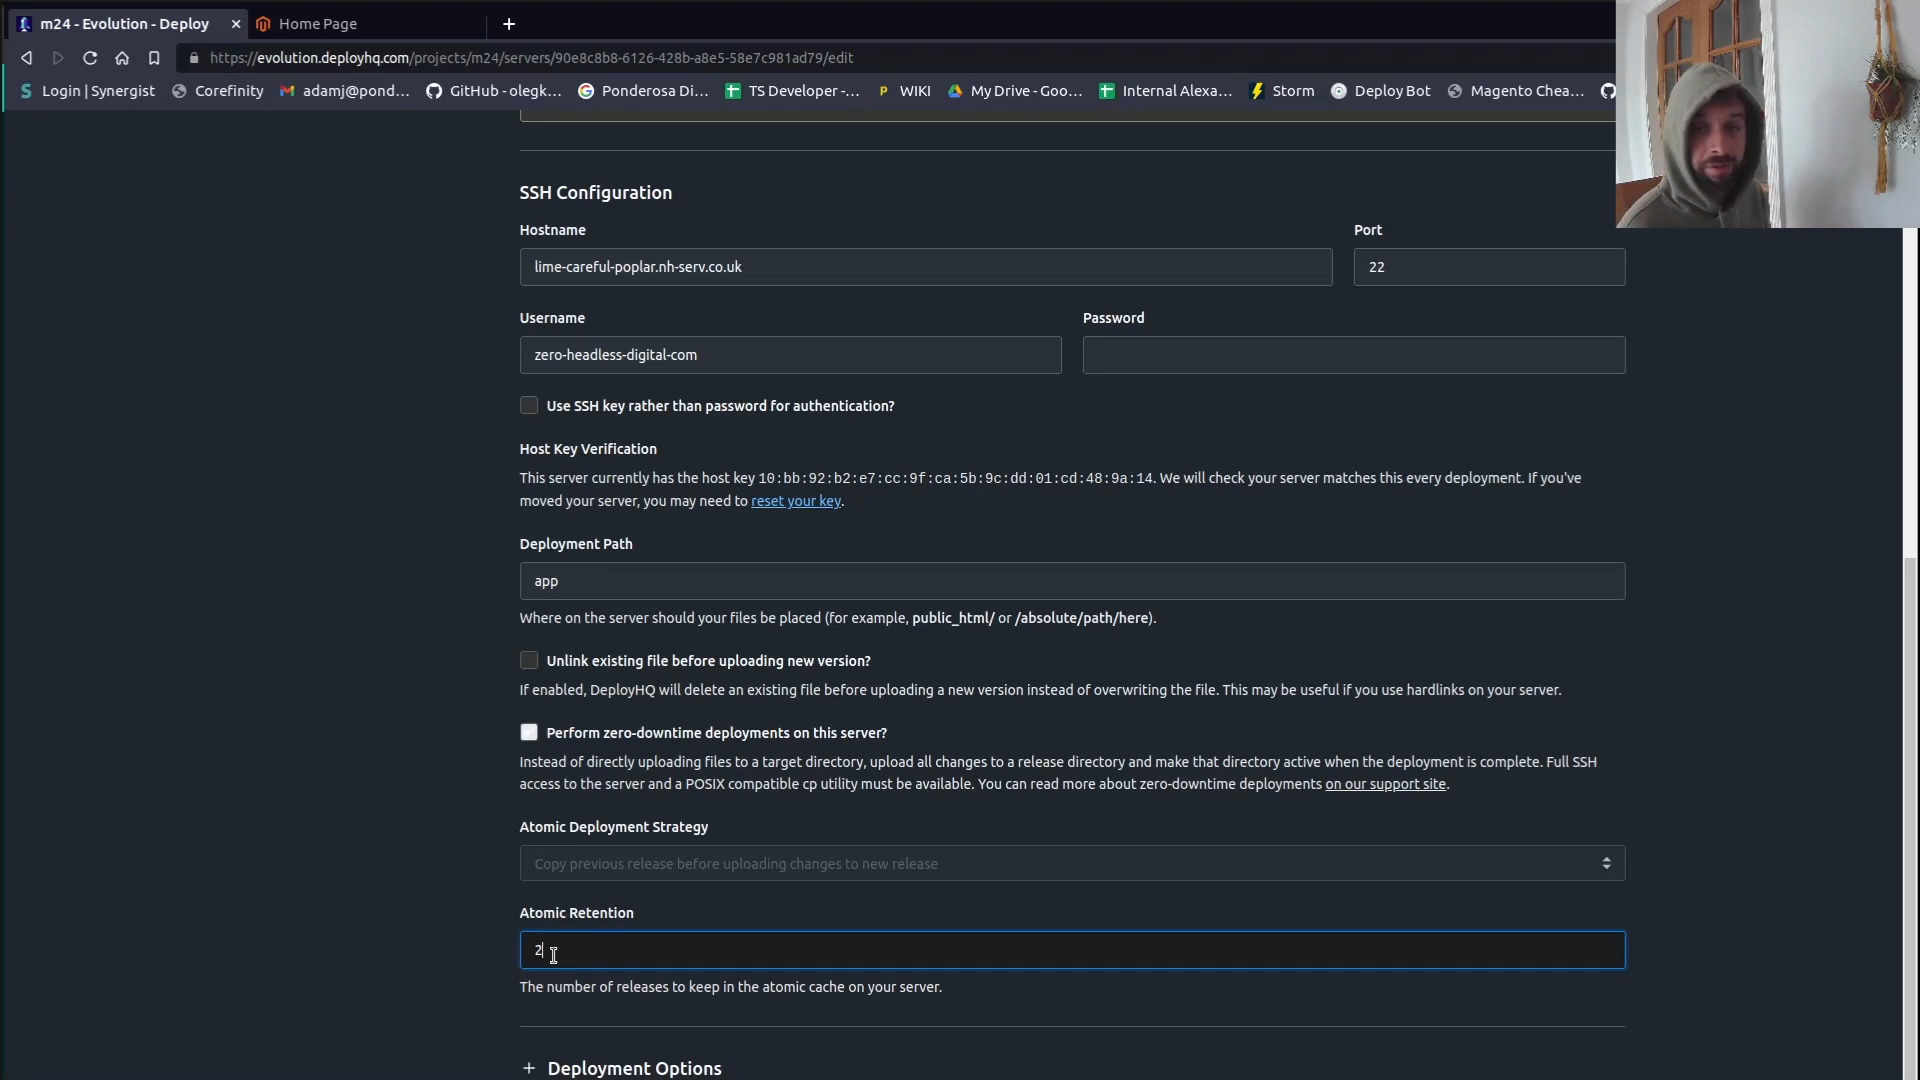 m24 - Evolution - Deploy
Home Page
https://evolution.deployhq.com/projects/m24/servers/90e8c8b8-6126-428b-a8e5-58e7c981ad79/edit
Login | Synergist
Corefinity
adamj@pond...
GitHub - olegk...
Ponderosa Di...
TS Developer -...
WIKI
My Drive - Goo...
Internal Alexa...
Storm
Deploy Bot
Magento Chea...
SSH Configuration
Hostname
Port
lime-careful-poplar.nh-serv.co.uk
22
Username
Password
zero-headless-digital-com
Use SSH key rather than password for authentication?
Host Key Verification
This server currently has the host key 10:bb:92:b2:e7:cc:9f:ca:5b:9c:dd:01:cd:48:9a:14. We will check your server matches this every deployment. If you've
moved your server, you may need to reset your key.
Deployment Path
app
Where on the server should your files be placed (for example, public_html/ or /absolute/path/here).
Unlink existing file before uploading new version?
If enabled, DeployHQ will delete an existing file before uploading a new version instead of overwriting the file. This may be useful if you use hardlinks on your server.
Perform zero-downtime deployments on this server?
Instead of directly uploading files to a target directory, upload all changes to a release directory and make that directory active when the deployment is complete. Full SSH
access to the server and a POSIX compatible cp utility must be available. You can read more about zero-downtime deployments on our support site.
Atomic Deployment Strategy
Copy previous release before uploading changes to new release
Atomic Retention
2
The number of releases to keep in the atomic cache on your server.
+ Deployment Options